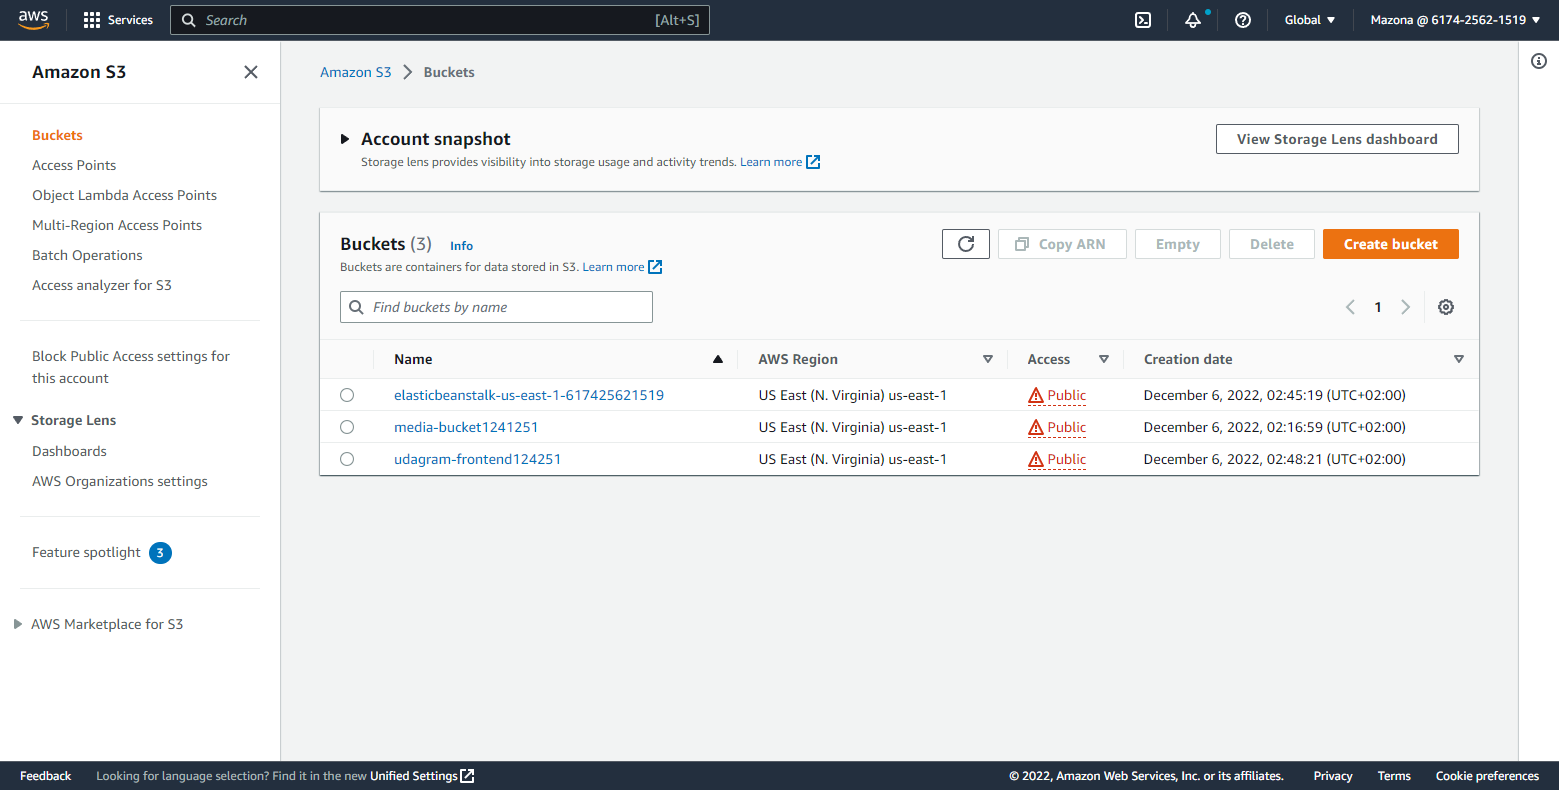 aws Services Search [Alt+S] Global Mazona @ 6174-2562-1519
Amazon S3
Buckets
Access Points
Object Lambda Access Points
Multi-Region Access Points
Batch Operations
Access analyzer for S3
Block Public Access settings for
this account
Storage Lens
Dashboards
AWS Organizations settings
Feature spotlight 3
AWS Marketplace for S3
Amazon S3 Buckets
Account snapshot
Storage lens provides visibility into storage usage and activity trends. Learn more
View Storage Lens dashboard
Buckets (3) Info
Buckets are containers for data stored in S3. Learn more
Copy ARN Empty Delete Create bucket
Find buckets by name
1
Name AWS Region Access Creation date
elasticbeanstalk-us-east-1-617425621519 US East (N. Virginia) us-east-1 Public December 6, 2022, 02:45:19 (UTC+02:00)
media-bucket1241251 US East (N. Virginia) us-east-1 Public December 6, 2022, 02:16:59 (UTC+02:00)
udagram-frontend124251 US East (N. Virginia) us-east-1 Public December 6, 2022, 02:48:21 (UTC+02:00)
Feedback Looking for language selection? Find it in the new Unified Settings © 2022, Amazon Web Services, Inc. or its affiliates. Privacy Terms Cookie preferences